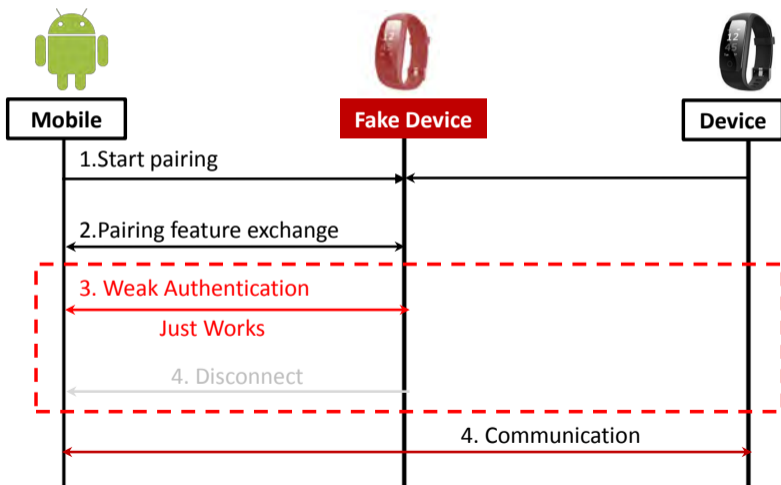 Mobile
Fake Device
Device
1.Start pairing
2.Pairing feature exchange
3. Weak Authentication
Just Works
4. Disconnect
4. Communication